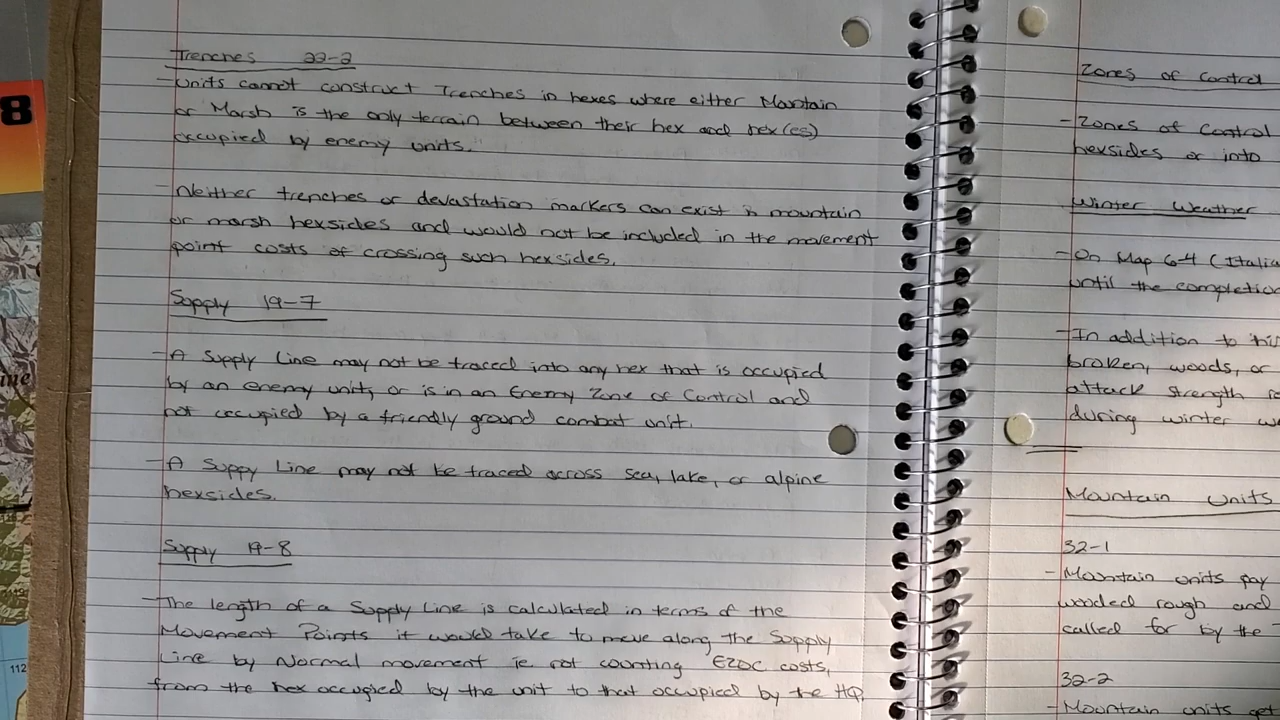 8
112
Trenches 22-2
- Units cannot construct Trenches in hexes where either Mountain
or Marsh is the only terrain between their hex and hex(es)
occupied by enemy units.
- Neither trenches or devastation markers can exist in mountain
or marsh hexsides and would not be included in the movement
point costs of crossing such hexsides.
Supply 19-7
- A Supply Line may not be traced into any hex that is occupied
by an enemy unit, or is in an Enemy Zone of Control and
not occupied by a friendly ground combat unit.
- A Suppy Line may not be traced across sea, lake, or alpine
hexsides.
Supply 19-8
- The length of a Supply Line is calculated in terms of the
Movement Points it would take to move along the Supply
Line by Normal movement ie not counting EZOC costs,
from the hex occupied by the unit to that occupied by the HQ
Zones of Control
- Zones of Control
hexsides or into
Winter Weather
- On Map 6-4 (Italia
until the completio
- In addition to
broken, woods, or
attack strength
during winter
Mountain Units
32-1
- Mountain units pay
wooded rough and
called for by the
32-2
- Mountain units get